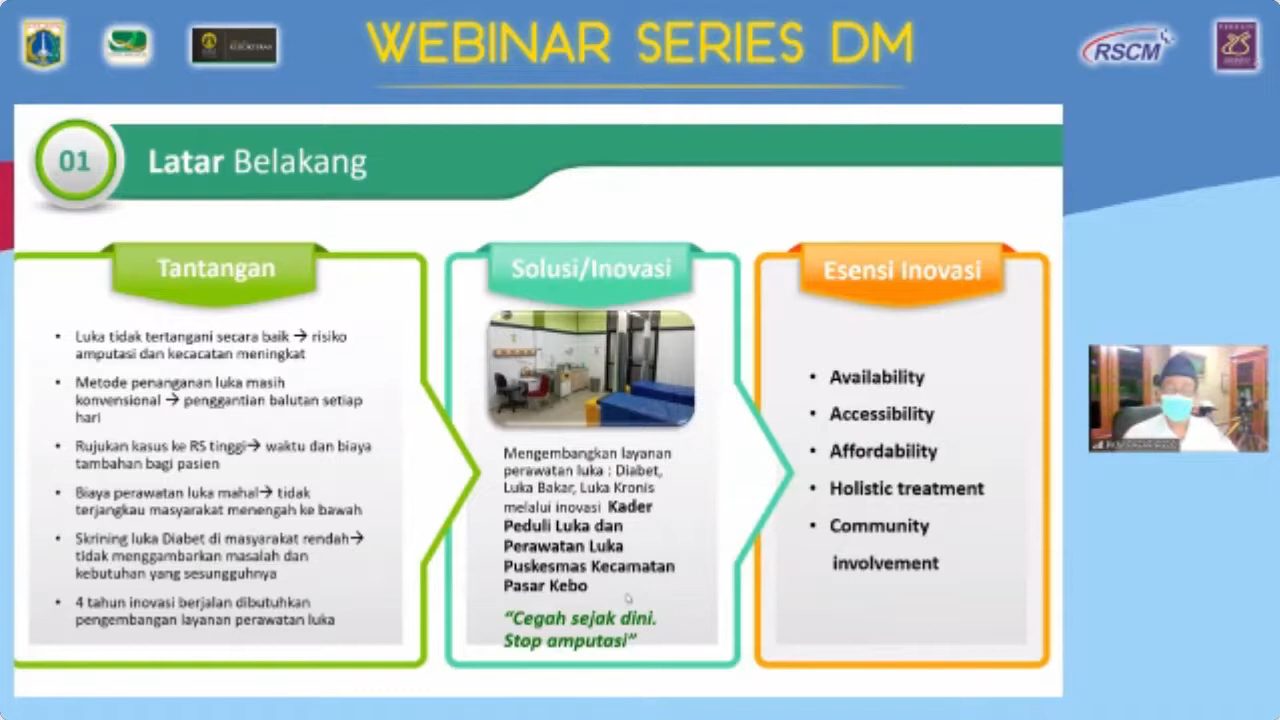 WEBINAR SERIES DM
RSCM
01
Latar Belakang
Tantangan
Luka tidak tertangani secara baik → risiko
amputasi dan kecacatan meningkat
Metode penanganan luka masih
konvensional → penggantian balutan setiap
hari
Rujukan kasus ke RS tinggi→ waktu dan biaya
tambahan bagi pasien
Biaya perawatan luka mahal→ tidak
terjangkau masyarakat menengah ke bawah
Skrining luka Diabet di masyarakat rendah→
tidak menggambarkan masalah dan
kebutuhan yang sesungguhnya
4 tahun inovasi berjalan dibutuhkan
pengembangan layanan perawatan luka
Solusi/Inovasi
Mengembangkan layanan
perawatan luka : Diabet,
Luka Bakar, Luka Kronis
melalui inovasi Kader
Peduli Luka dan
Perawatan Luka
Puskesmas Kecamatan
Pasar Kebo
“Cegah sejak dini.
Stop amputasi”
Esensi Inovasi
Availability
Accessibility
Affordability
Holistic treatment
Community
involvement